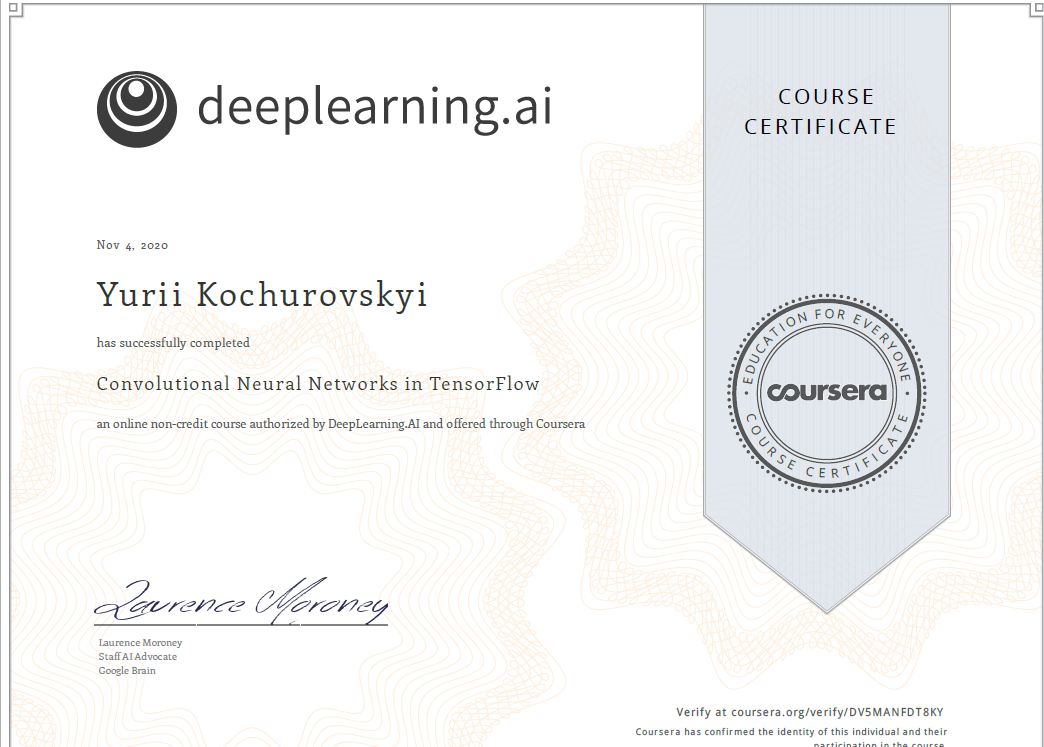 deeplearning.ai
COURSE
CERTIFICATE
Nov 4, 2020
Yurii Kochurovskyi
has successfully completed
Convolutional Neural Networks in TensorFlow
an online non-credit course authorized by DeepLearning.AI and offered through Coursera
EDUCATION FOR EVERYONE
coursera
COURSE CERTIFICATE
Laurence Moroney
Laurence Moroney
Staff AI Advocate
Google Brain
Verify at coursera.org/verify/DV5MANFDT8KY
Coursera has confirmed the identity of this individual and their
participation in the course.